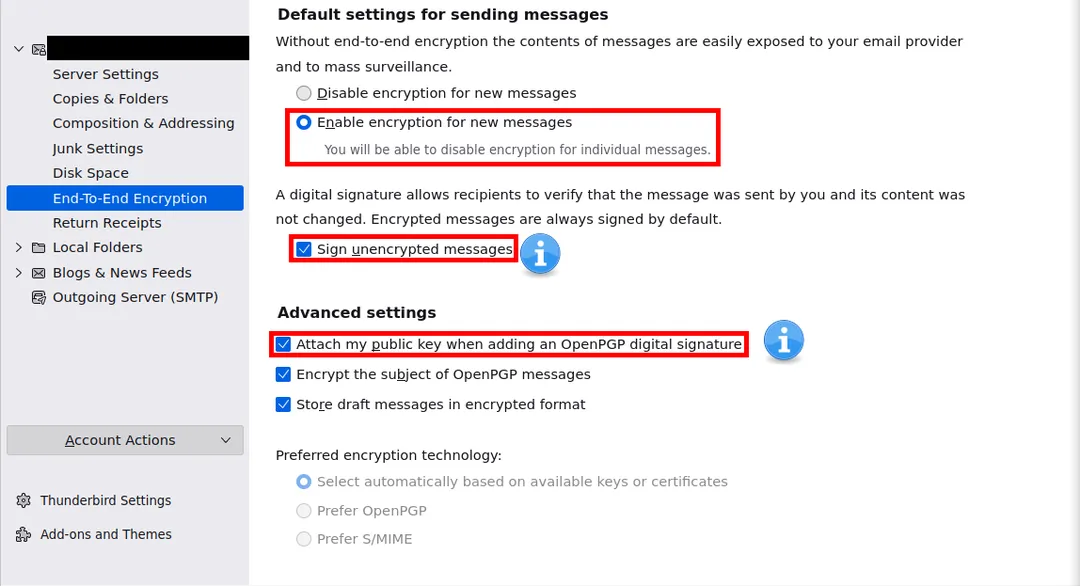 Server Settings
Copies & Folders
Composition & Addressing
Junk Settings
Disk Space
End-To-End Encryption
Return Receipts
Local Folders
Blogs & News Feeds
Outgoing Server (SMTP)
Account Actions
Thunderbird Settings
Add-ons and Themes
Default settings for sending messages
Without end-to-end encryption the contents of messages are easily exposed to your email provider
and to mass surveillance.
Disable encryption for new messages
Enable encryption for new messages
You will be able to disable encryption for individual messages.
A digital signature allows recipients to verify that the message was sent by you and its content was
not changed. Encrypted messages are always signed by default.
Sign unencrypted messages
i
Advanced settings
Attach my public key when adding an OpenPGP digital signature
i
Encrypt the subject of OpenPGP messages
Store draft messages in encrypted format
Preferred encryption technology:
Select automatically based on available keys or certificates
Prefer OpenPGP
Prefer S/MIME